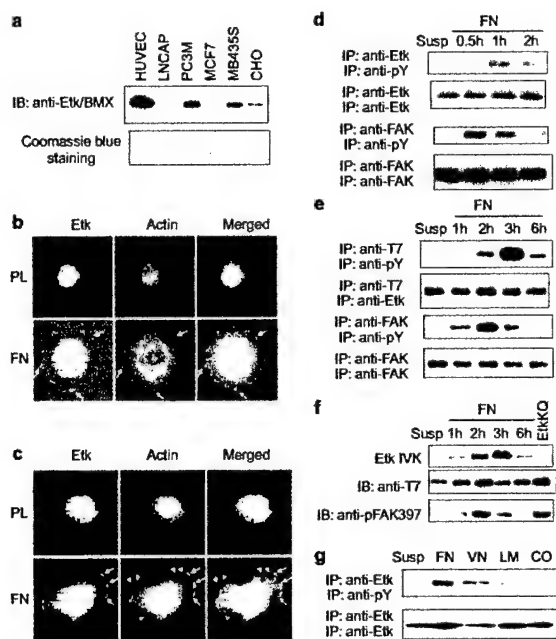 a
HUVEC
LNCAP
PC3M
MCF7
MB435S
CHO
IB: anti-Etk/BMX
Coomassie blue
staining
b
Etk Actin Merged
PL
FN
c
Etk Actin Merged
PL
FN
d
FN
Susp 0.5h 1h 2h
IP: anti-Etk
IP: anti-pY
IP: anti-Etk
IP: anti-Etk
IP: anti-FAK
IP: anti-pY
IP: anti-FAK
IP: anti-FAK
e
FN
Susp 1h 2h 3h 6h
IP: anti-T7
IP: anti-pY
IP: anti-T7
IP: anti-Etk
IP: anti-FAK
IP: anti-pY
IP: anti-FAK
IP: anti-FAK
f
FN
Susp 1h 2h 3h 6h EtkKQ
Etk IVK
IB: anti-T7
IB: anti-pFAK397
g
Susp FN VN LM CO
IP: anti-Etk
IP: anti-pY
IP: anti-Etk
IP: anti-Etk